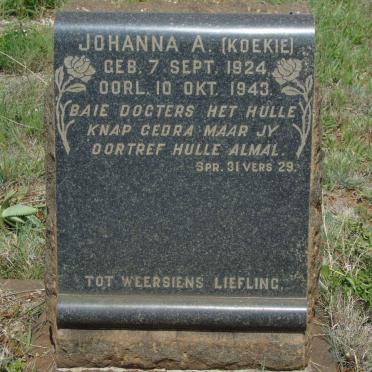 JOHANNA A. (KOEKIE)
GEB. 7 SEPT. 1924.
OORL. 10 OKT. 1943.
BAIE DOGTERS HET HULLE
KNAP GEDRA MAAR JY
OORTREF HULLE ALMAL.
SPR. 31 VERS 29.
TOT WEERSIENS LIEFLING.